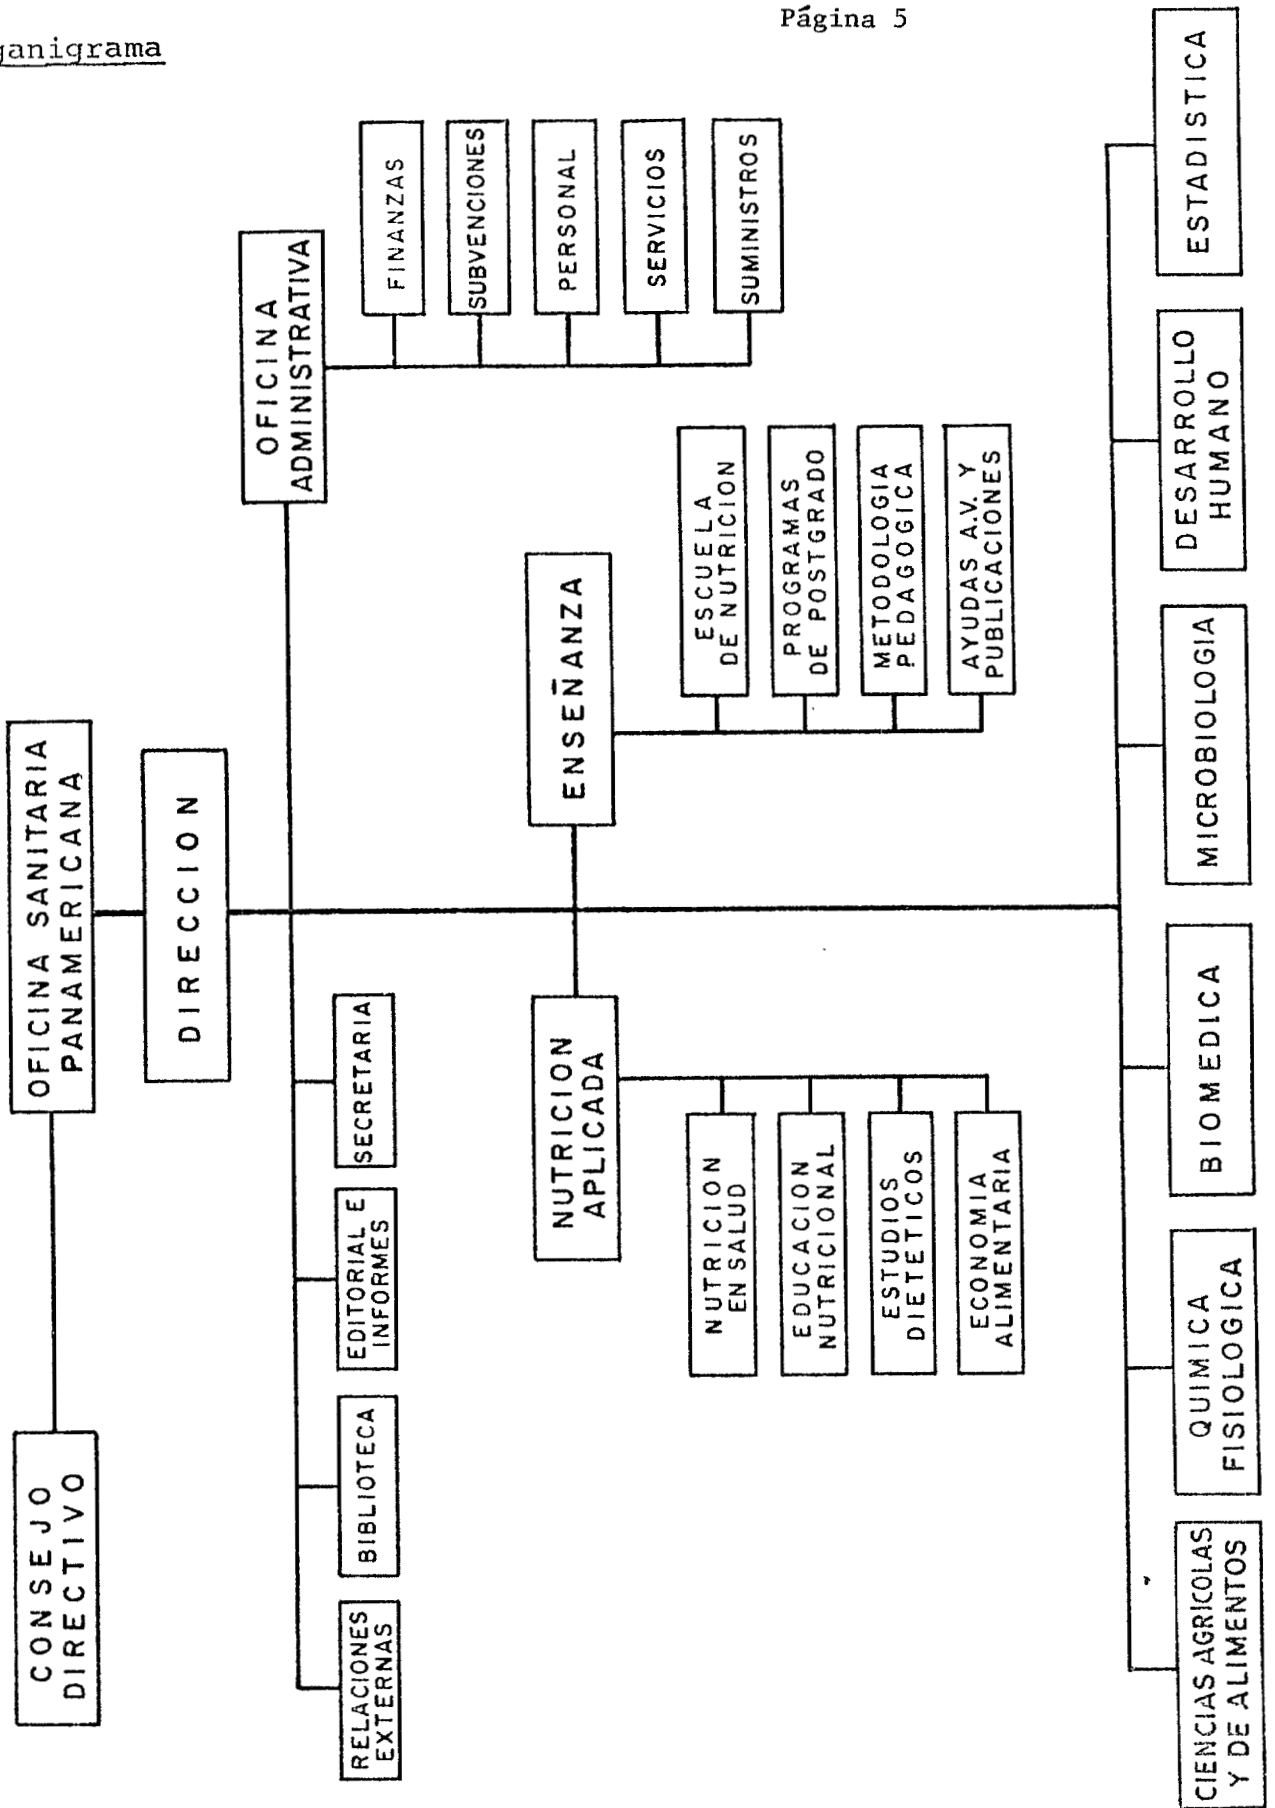 Página 5
ganigrama
CONSEJO
DIRECTIVO
OFICINA SANITARIA
PANAMERICANA
DIRECCION
RELACIONES
EXTERNAS
BIBLIOTECA
EDITORIAL E
INFORMES
SECRETARIA
OFICINA
ADMINISTRATIVA
FINANZAS
SUBVENCIONES
PERSONAL
SERVICIOS
SUMINISTROS
NUTRICION
APLICADA
NUTRICION
EN SALUD
EDUCACION
NUTRICIONAL
ESTUDIOS
DIETETICOS
ECONOMIA
ALIMENTARIA
ENSEÑANZA
ESCUELA
DE NUTRICION
PROGRAMAS
DE POSTGRADO
METODOLOGIA
PEDAGOGICA
AYUDAS A.V. Y
PUBLICACIONES
CIENCIAS AGRICOLAS
Y DE ALIMENTOS
QUIMICA
FISIOLOGICA
BIOMEDICA
MICROBIOLOGIA
DESARROLLO
HUMANO
ESTADISTICA